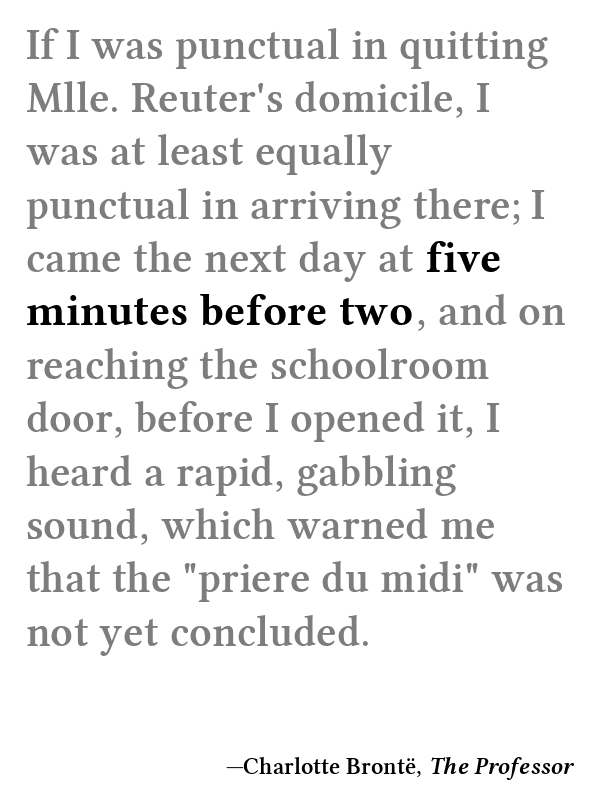 If I was punctual in quitting
Mlle. Reuter's domicile, I
was at least equally
punctual in arriving there; I
came the next day at five
minutes before two, and on
reaching the schoolroom
door, before I opened it, I
heard a rapid, gabbling
sound, which warned me
that the "priere du midi" was
not yet concluded.
—Charlotte Brontë, The Professor